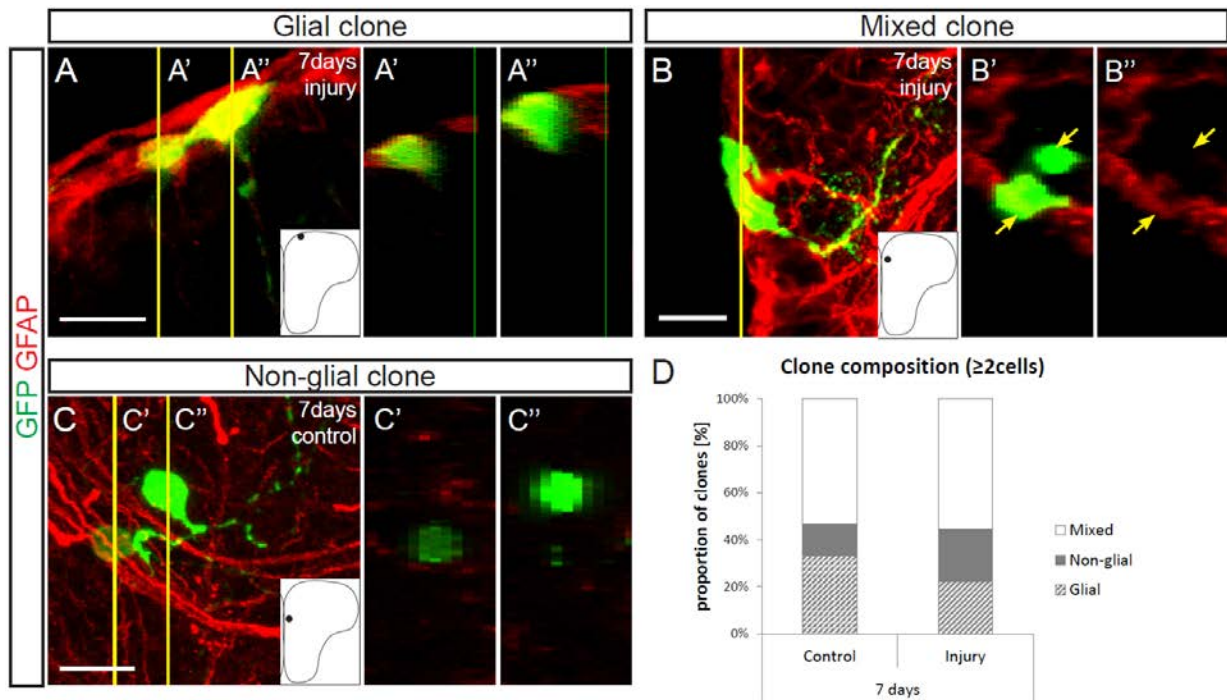 GFP GFAP
Glial clone
A
A'
A''
7days
injury
A'
A''
Mixed clone
B
7days
injury
B'
B''
Non-glial clone
C
C'
C''
7days
control
C'
C''
D
Clone composition (≥2cells)
proportion of clones [%]
100%
80%
60%
40%
20%
0%
Control
Injury
7 days
Mixed
Non-glial
Glial